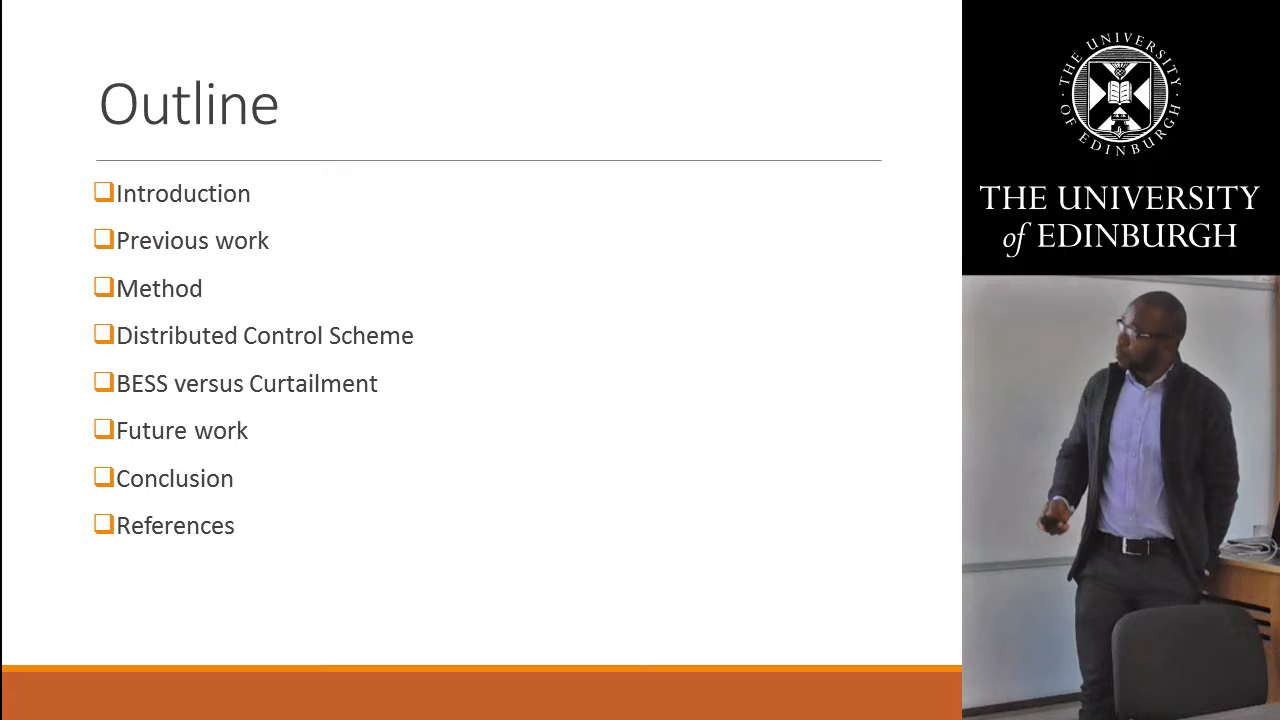 Outline
Introduction
Previous work
Method
Distributed Control Scheme
BESS versus Curtailment
Future work
Conclusion
References
THE UNIVERSITY
OF EDINBURGH
THE UNIVERSITY
of EDINBURGH